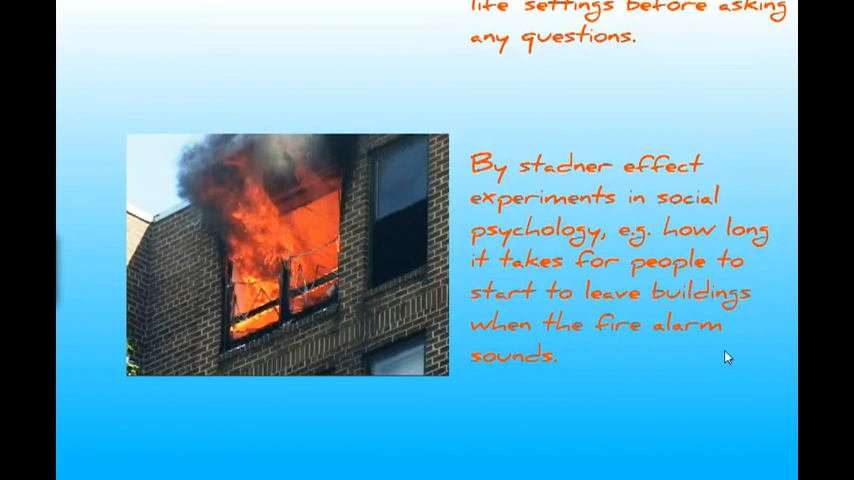 life settings before asking
any questions.
By stadner effect
experiments in social
psychology, e.g. how long
it takes for people to
start to leave buildings
when the fire alarm
sounds.